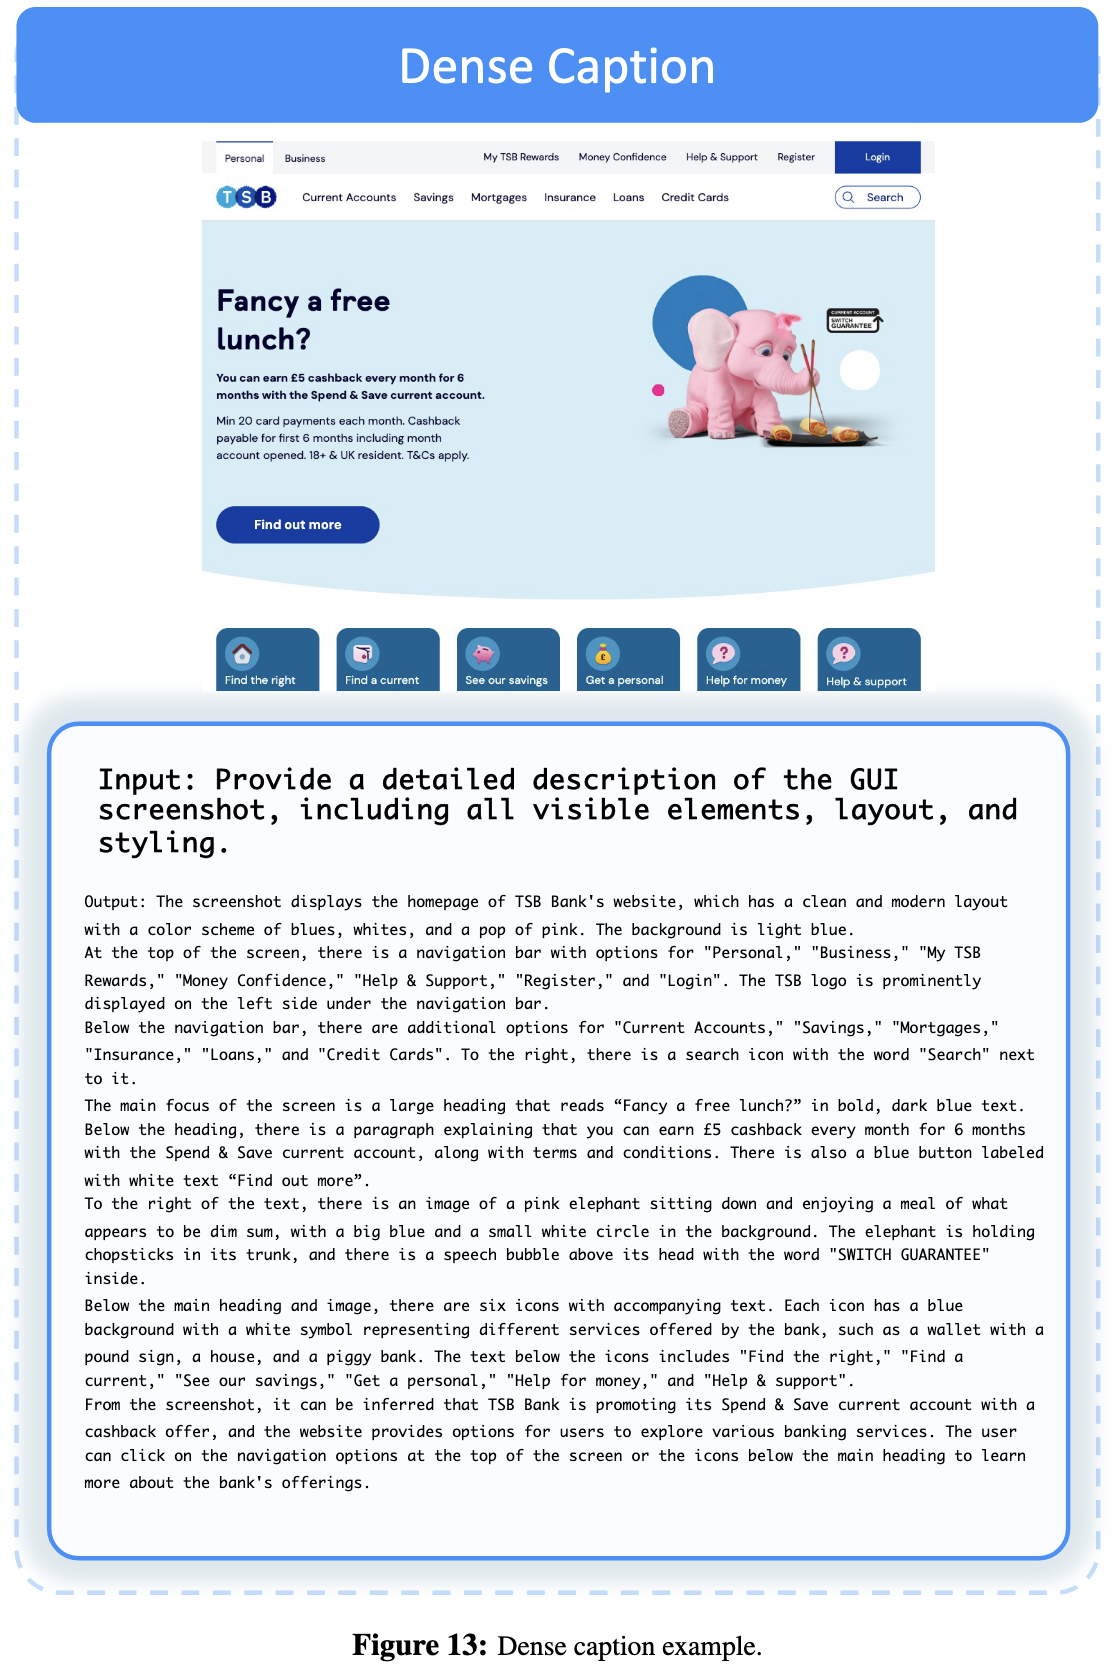 Dense Caption
Personal
Business
My TSB Rewards
Money Confidence
Help & Support
Register
Login
TSB
Current Accounts
Savings
Mortgages
Insurance
Loans
Credit Cards
Search
Fancy a free
lunch?
You can earn £5 cashback every month for 6
months with the Spend & Save current account.
Min 20 card payments each month. Cashback
payable for first 6 months including month
account opened. 18+ & UK resident. T&Cs apply.
CURRENT ACCOUNT
SWITCH
GUARANTEE
Find out more
Find the right
Find a current
See our savings
Get a personal
Help for money
Help & support
Input: Provide a detailed description of the GUI
screenshot, including all visible elements, layout, and
styling.
Output: The screenshot displays the homepage of TSB Bank's website, which has a clean and modern layout
with a color scheme of blues, whites, and a pop of pink. The background is light blue.
At the top of the screen, there is a navigation bar with options for "Personal," "Business," "My TSB
Rewards," "Money Confidence," "Help & Support," "Register," and "Login". The TSB logo is prominently
displayed on the left side under the navigation bar.
Below the navigation bar, there are additional options for "Current Accounts," "Savings," "Mortgages,"
"Insurance," "Loans," and "Credit Cards". To the right, there is a search icon with the word "Search" next
to it.
The main focus of the screen is a large heading that reads “Fancy a free lunch?” in bold, dark blue text.
Below the heading, there is a paragraph explaining that you can earn £5 cashback every month for 6 months
with the Spend & Save current account, along with terms and conditions. There is also a blue button labeled
with white text “Find out more”.
To the right of the text, there is an image of a pink elephant sitting down and enjoying a meal of what
appears to be dim sum, with a big blue and a small white circle in the background. The elephant is holding
chopsticks in its trunk, and there is a speech bubble above its head with the word "SWITCH GUARANTEE"
inside.
Below the main heading and image, there are six icons with accompanying text. Each icon has a blue
background with a white symbol representing different services offered by the bank, such as a wallet with a
pound sign, a house, and a piggy bank. The text below the icons includes "Find the right," "Find a
current," "See our savings," "Get a personal," "Help for money," and "Help & support".
From the screenshot, it can be inferred that TSB Bank is promoting its Spend & Save current account with a
cashback offer, and the website provides options for users to explore various banking services. The user
can click on the navigation options at the top of the screen or the icons below the main heading to learn
more about the bank's offerings.
Figure 13: Dense caption example.